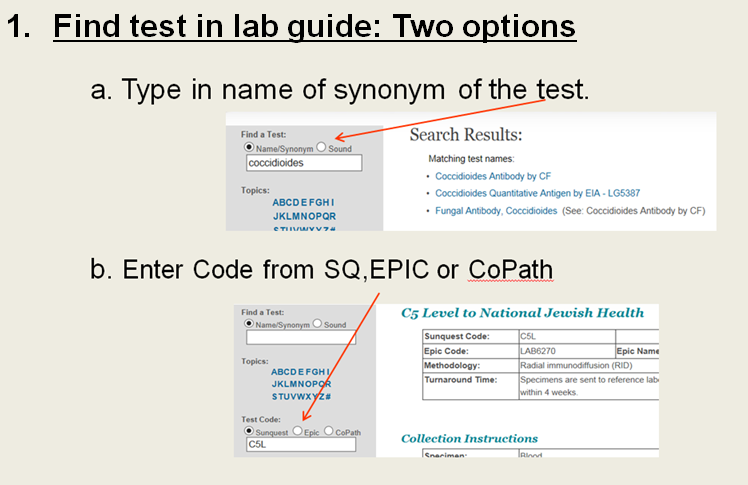 1. Find test in lab guide: Two options
a. Type in name of synonym of the test.
Find a Test:
Name/Synonym Sound
coccidioides
Topics:
ABCDEFGHI
JKLMNOPQR
STUVWXYZ#
Search Results:
Matching test names:
• Coccidioides Antibody by CF
• Coccidioides Quantitative Antigen by EIA - LG5387
• Fungal Antibody, Coccidioides (See: Coccidioides Antibody by CF)
b. Enter Code from SQ,EPIC or CoPath
Find a Test:
Name/Synonym Sound
Topics:
ABCDEFGHI
JKLMNOPQR
STUVWXYZ#
Test Code:
Sunquest Epic CoPath
C5L
C5 Level to National Jewish Health
Sunquest Code: C5L
Epic Code: LAB6270 Epic Name
Methodology: Radial immunodiffusion (RID)
Turnaround Time: Specimens are sent to reference lab
within 4 weeks.
Collection Instructions
Specimen: Blood